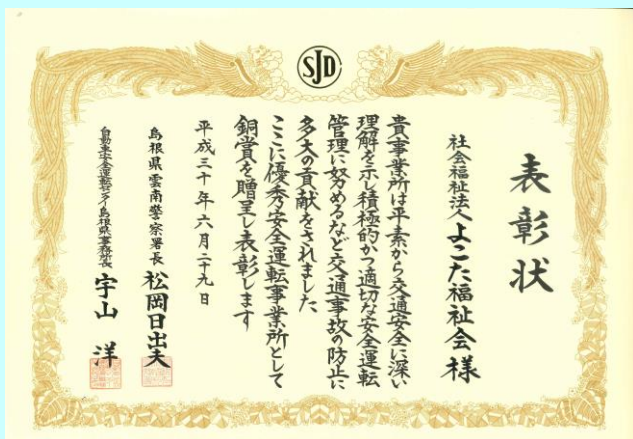 SJD
表彰状
社会福祉法人よこた福祉会様
貴事業所は平素から交通安全に深い
理解を示し積極的かつ適切な安全運転
管理に努めるなど交通事故の防止に
多大の貢献をされました
ここに優秀安全運転事業所として
銅賞を贈呈し表彰します
平成三十年六月二十九日
島根県雲南警察署長 松岡日出夫
自動車安全運転センター島根県事務所長 宇山 洋